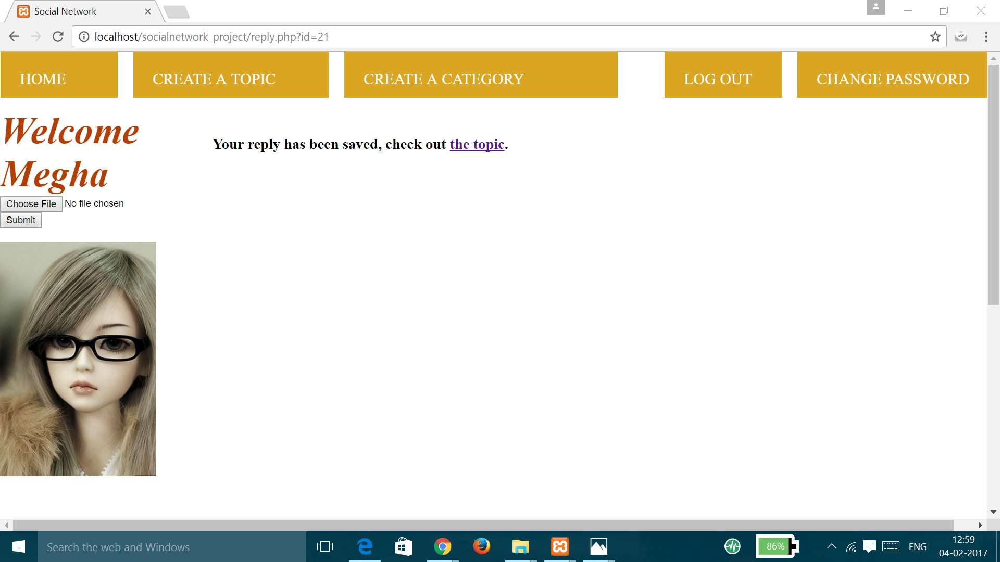 Social Network
localhost/socialnetwork_project/reply.php?id=21
HOME
CREATE A TOPIC
CREATE A CATEGORY
LOG OUT
CHANGE PASSWORD
Welcome
Megha
Your reply has been saved, check out the topic.
Choose File No file chosen
Submit
Search the web and Windows
86%
ENG
12:59
04-02-2017